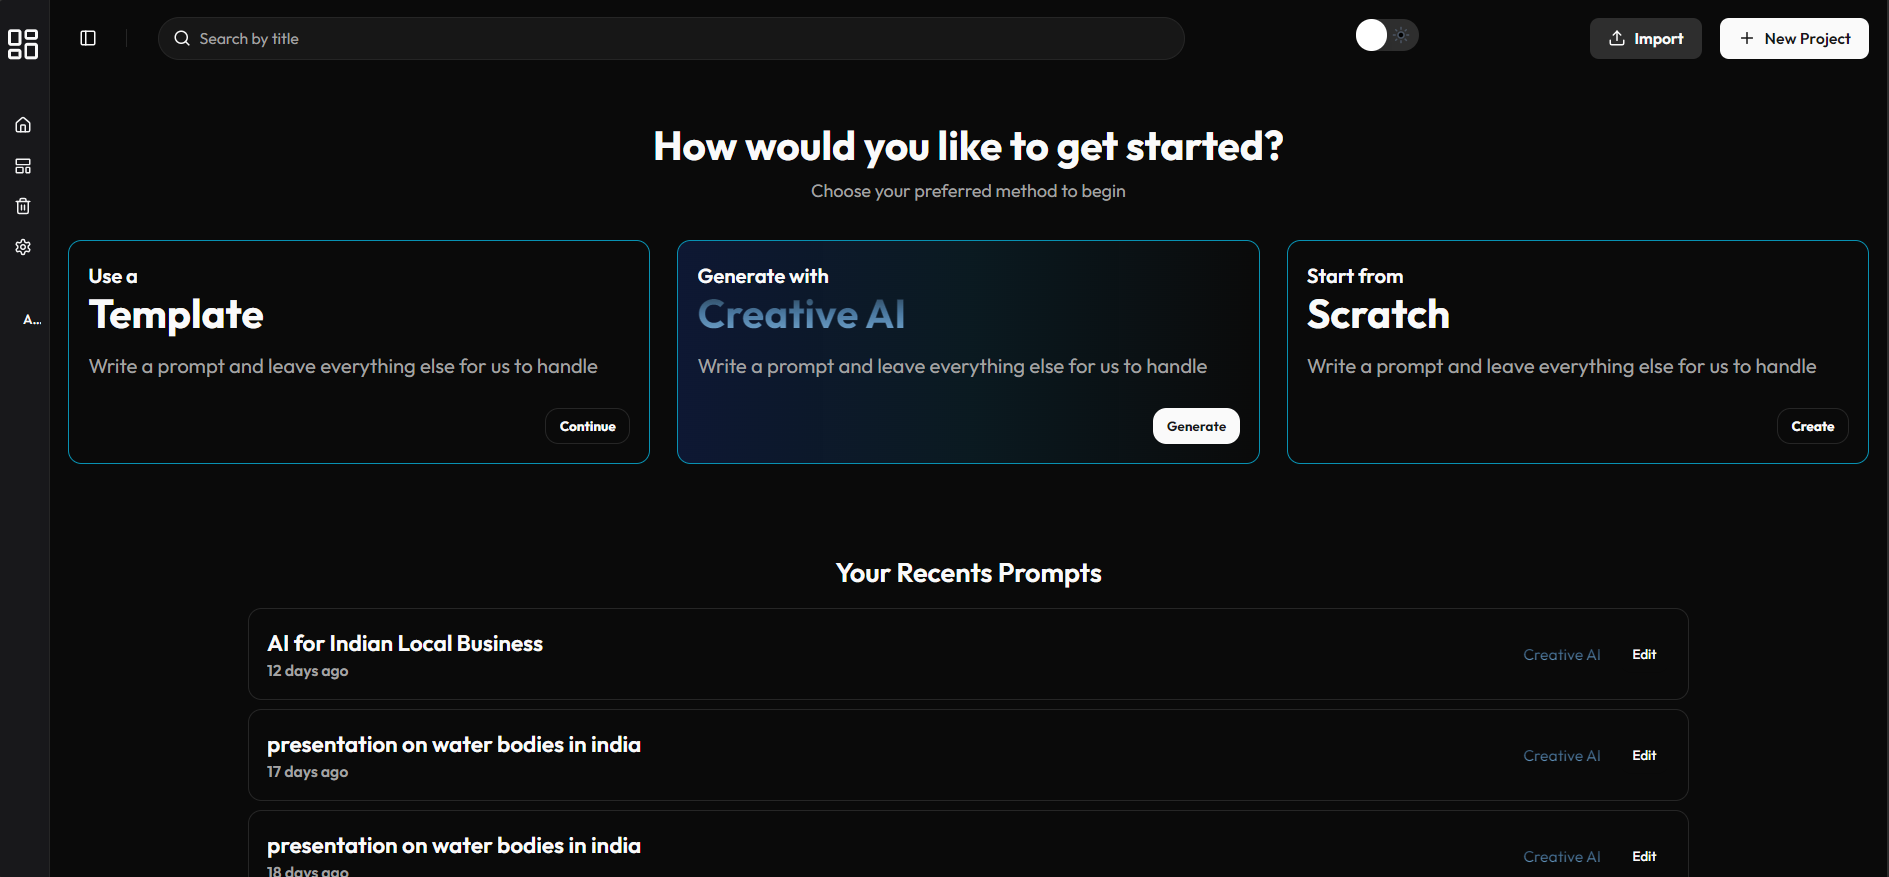 Search by title
Import
New Project
How would you like to get started?
Choose your preferred method to begin
Use a
Template
Write a prompt and leave everything else for us to handle
Continue
Generate with
Creative AI
Write a prompt and leave everything else for us to handle
Generate
Start from
Scratch
Write a prompt and leave everything else for us to handle
Create
A...
Your Recents Prompts
AI for Indian Local Business
12 days ago
Creative AI
Edit
presentation on water bodies in india
17 days ago
Creative AI
Edit
presentation on water bodies in india
18 days ago
Creative AI
Edit